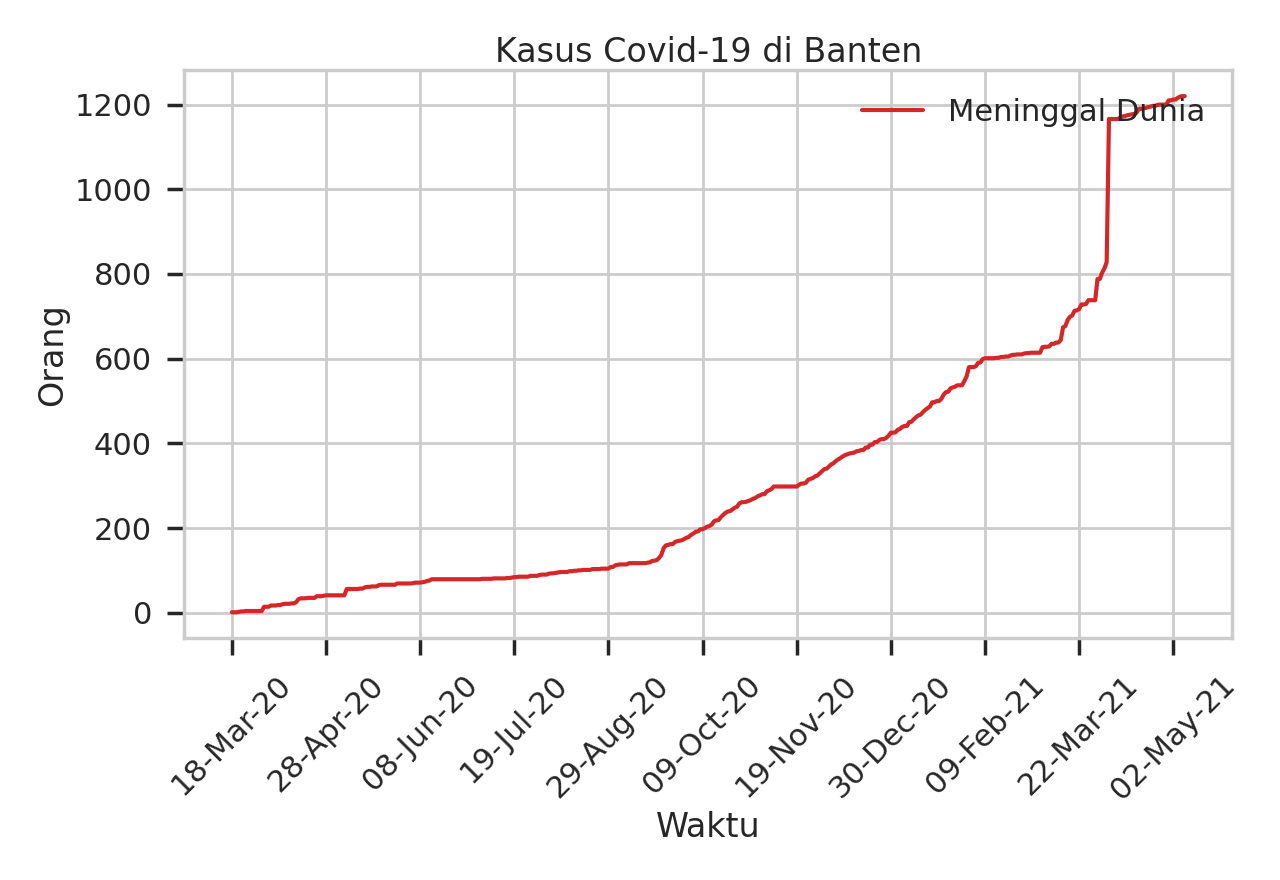 Kasus Covid-19 di Banten
Meninggal Dunia
Orang
1200
1000
800
600
400
200
0
18-Mar-20
28-Apr-20
08-Jun-20
19-Jul-20
29-Aug-20
09-Oct-20
19-Nov-20
30-Dec-20
09-Feb-21
22-Mar-21
02-May-21
Waktu